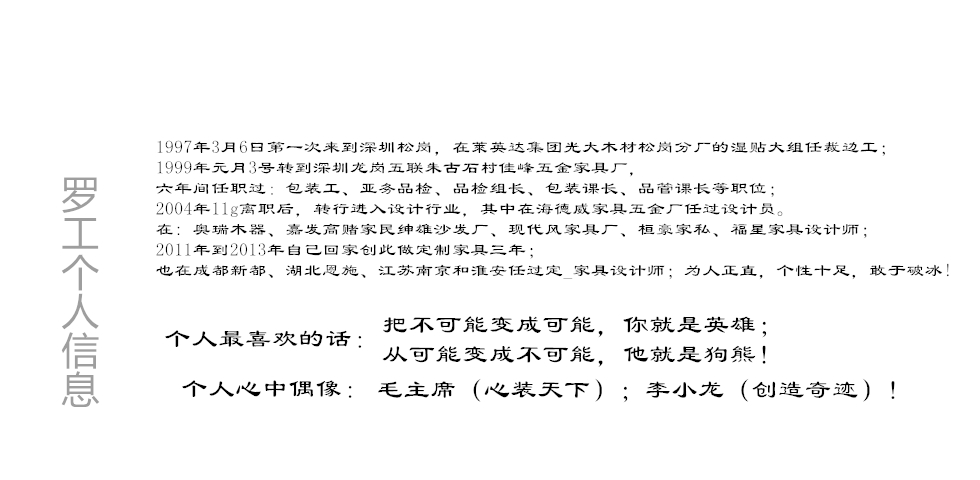 罗工个人信息
1997年3月6日第一次来到深圳松岗，在莱英达集团光大木材松岗分厂的湿贴大组任裁边工；
1999年元月3号转到深圳龙岗五联朱古石村佳峰五金家具厂，
六年间任职过：包装工、业务品检、品检组长、包装课长、品管课长等职位；
2004年11g离职后，转行进入设计行业，其中在海德威家具五金厂任过设计员。
在：奥瑞木器、嘉发高赌家民绅雄沙发厂、现代风家具厂、桓豪家私、福星家具设计师；
2011年到2013年自己回家创此做定制家具三年；
也在成都新都、湖北恩施、江苏南京和淮安任过定_家具设计师；为人正直，个性十足，敢于破冰！
个人最喜欢的话：把不可能变成可能，你就是英雄；
从可能变成不可能，他就是狗熊！
个人心中偶像：毛主席（心装天下）；李小龙（创造奇迹）！